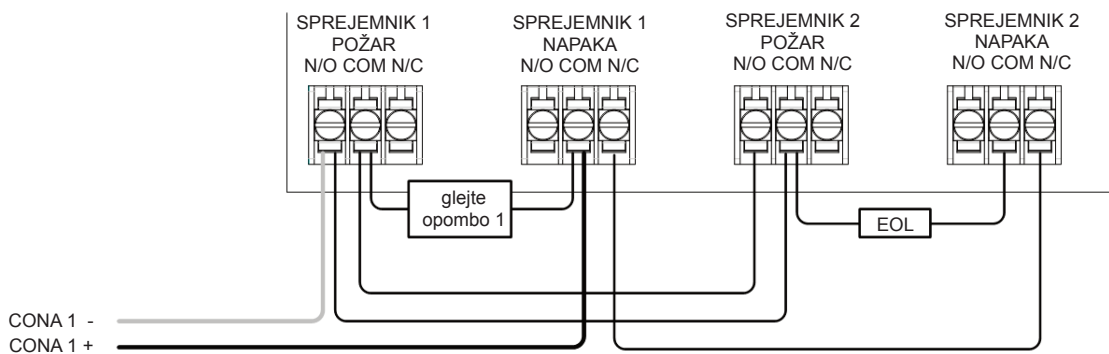 SPREJEMNIK 1
POŽAR
N/O COM N/C
SPREJEMNIK 1
NAPAKA
N/O COM N/C
SPREJEMNIK 2
POŽAR
N/O COM N/C
SPREJEMNIK 2
NAPAKA
N/O COM N/C
glejte
opombo 1
EOL
CONA 1 -
CONA 1 +